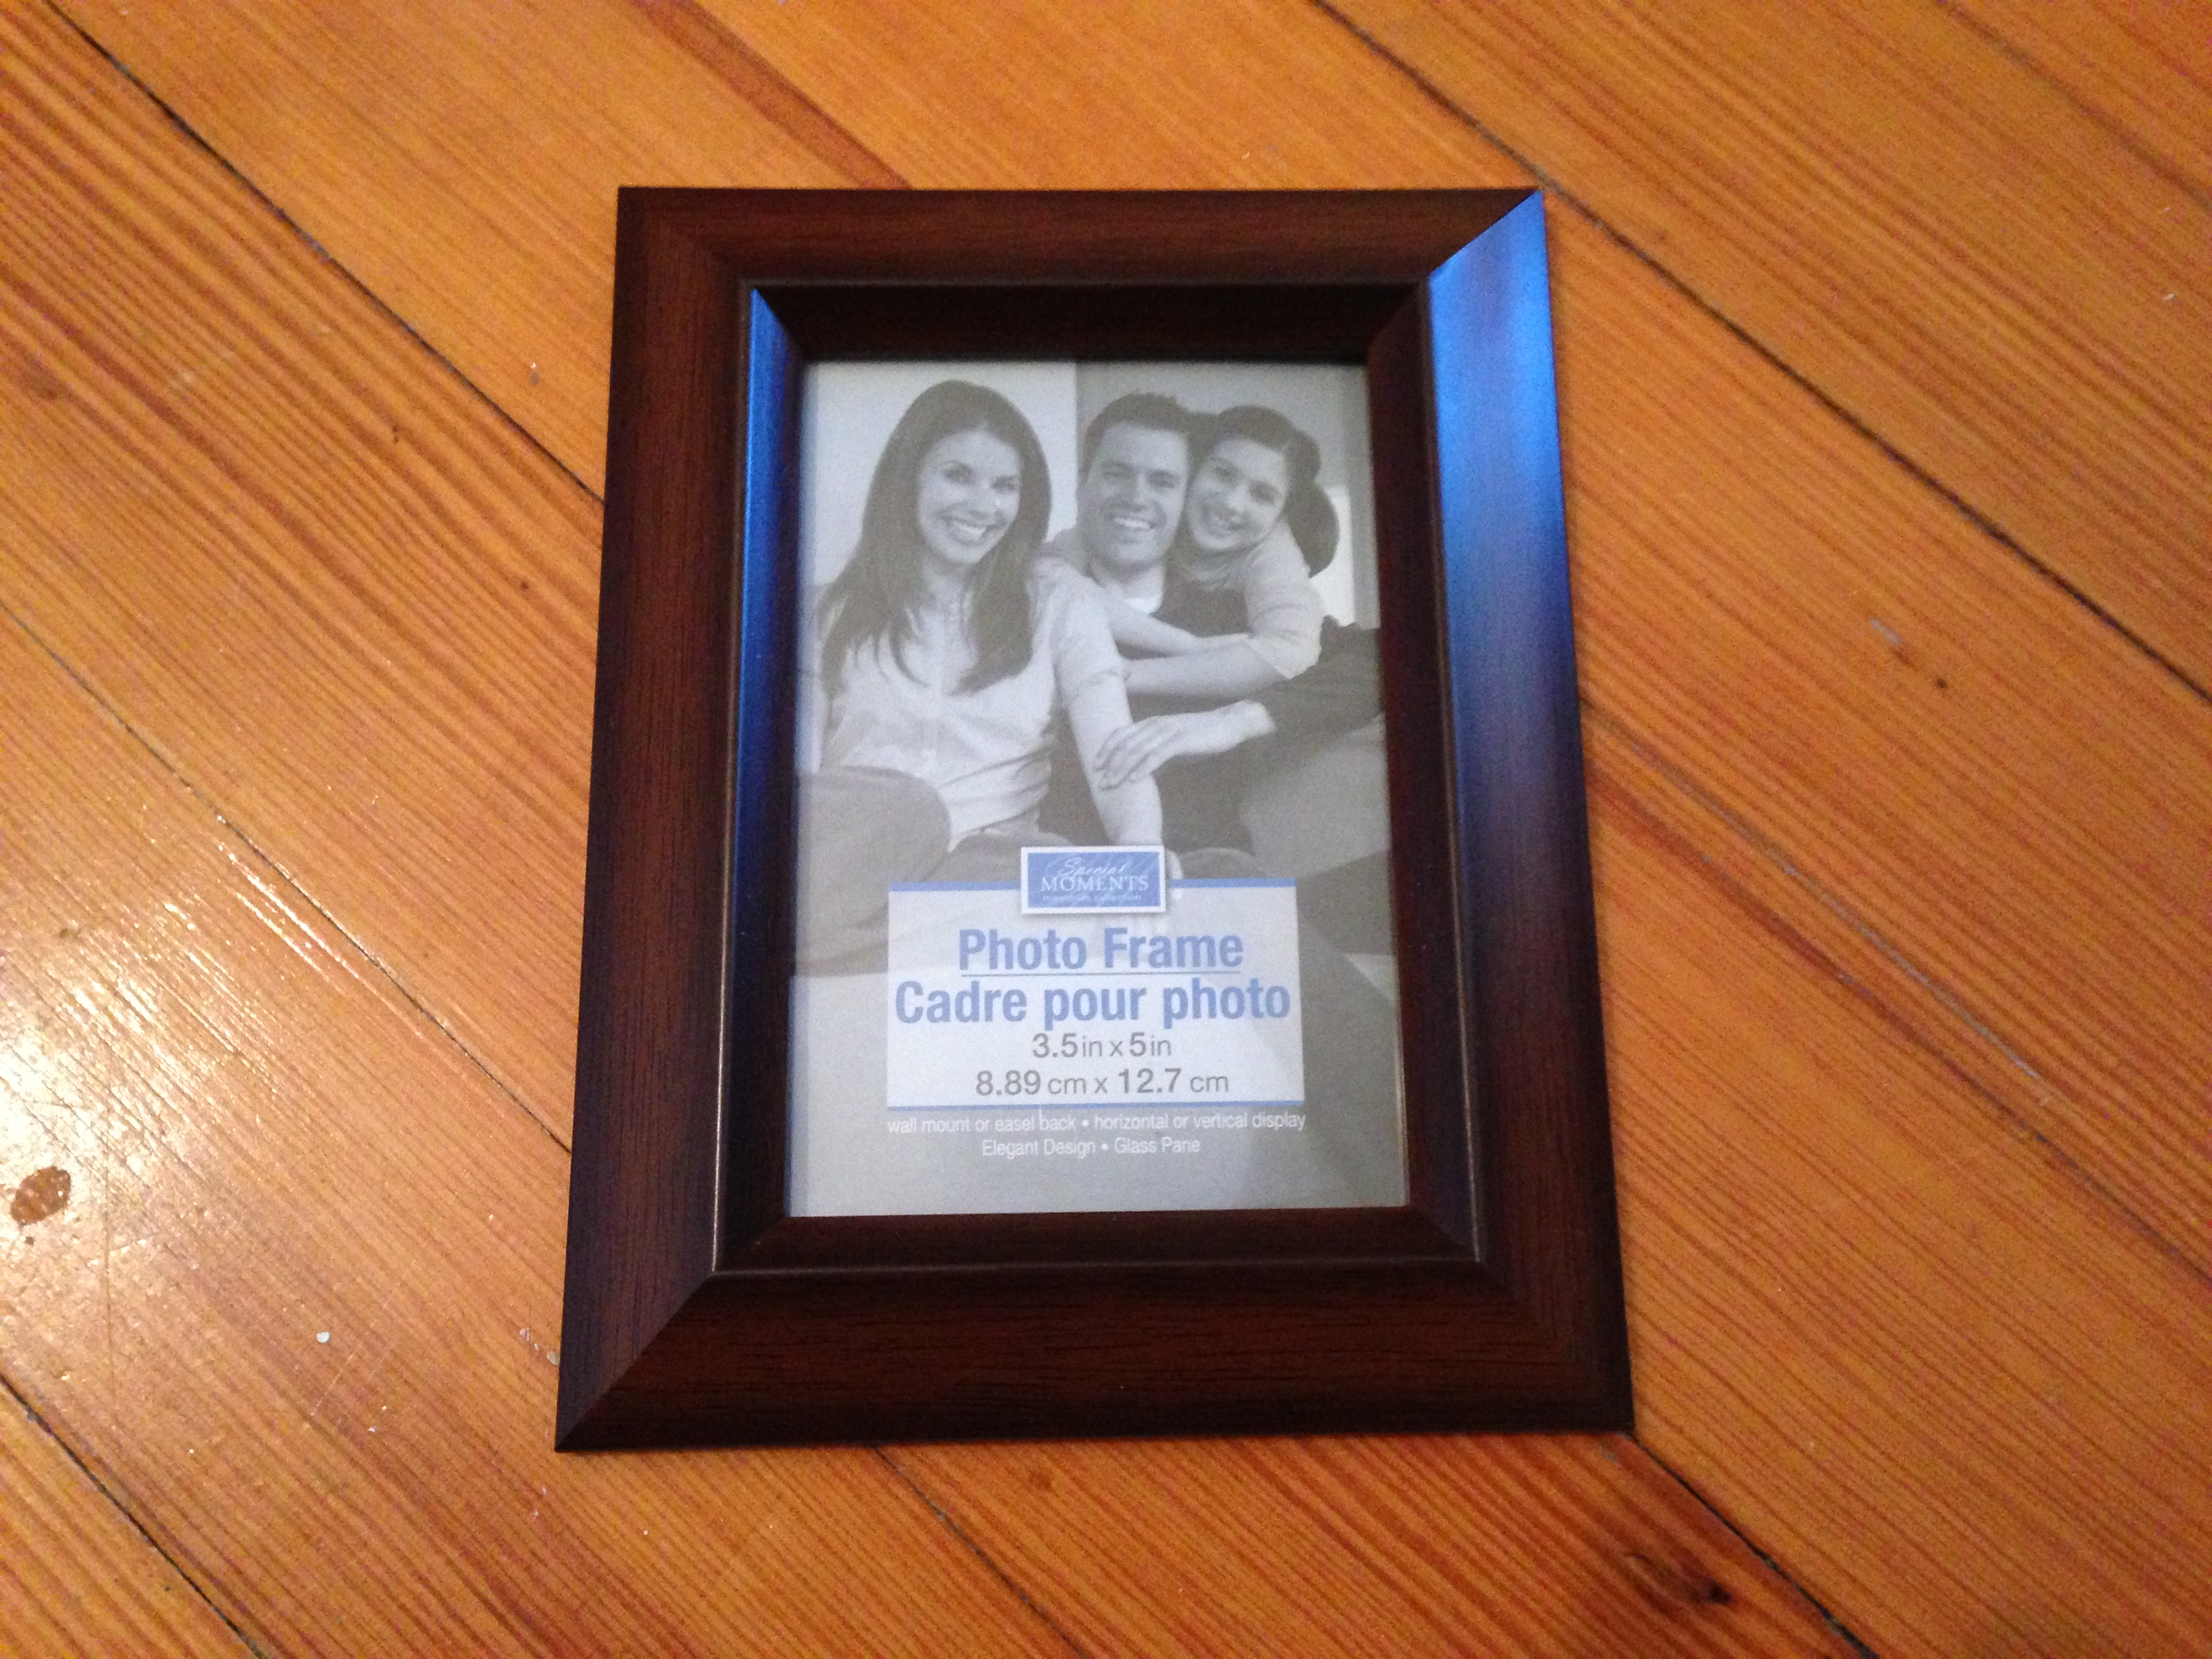 Special
MOMENTS
Photo Frame
Cadre pour photo
3.5in x 5in
8.89 cm x 12.7 cm
wall mount or easel back • horizontal or vertical display
Elegant Design • Glass Pane